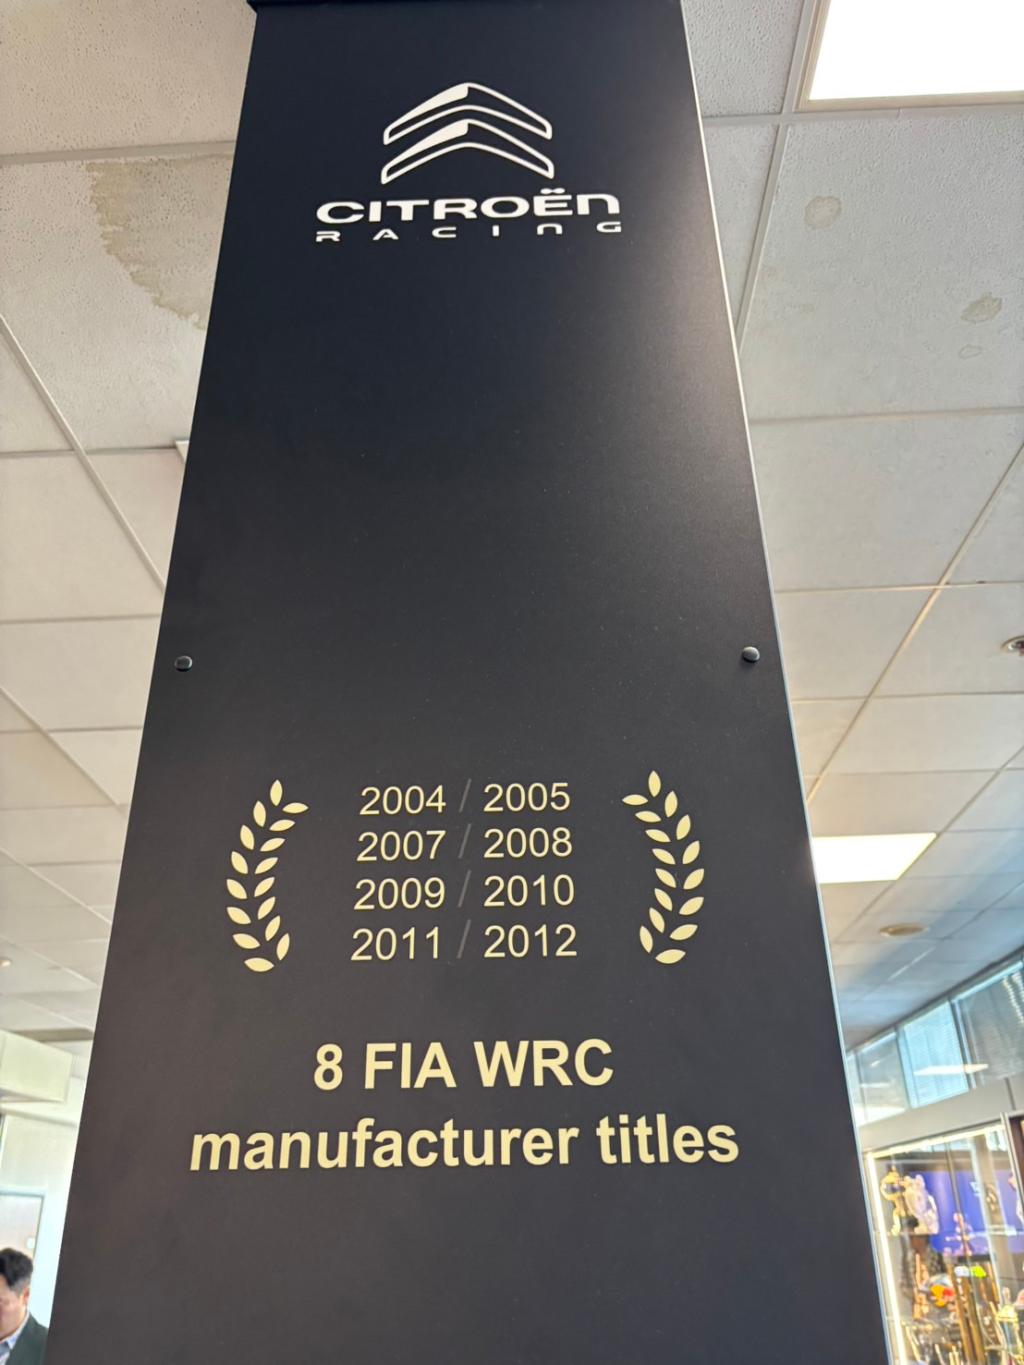 CITROËN
RACING
2004 / 2005
2007 / 2008
2009 / 2010
2011 / 2012
8 FIA WRC
manufacturer titles